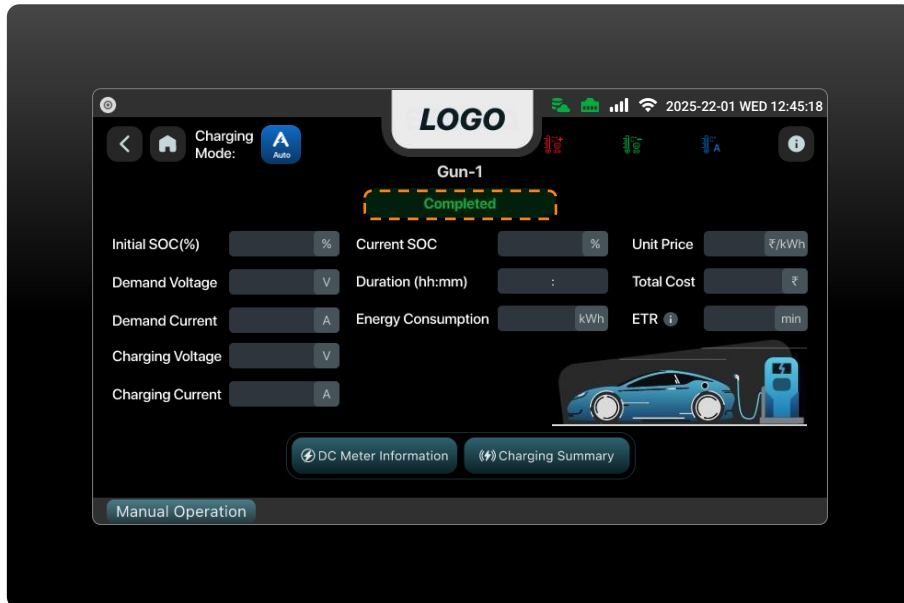 LOGO
2025-22-01 WED 12:45:18
Charging
Mode:
Auto
A
Gun-1
Completed
Initial SOC(%) % Current SOC % Unit Price ₹/kWh
Demand Voltage V Duration (hh:mm) : Total Cost ₹
Demand Current A Energy Consumption kWh ETR min
Charging Voltage V
Charging Current A
DC Meter Information Charging Summary
Manual Operation